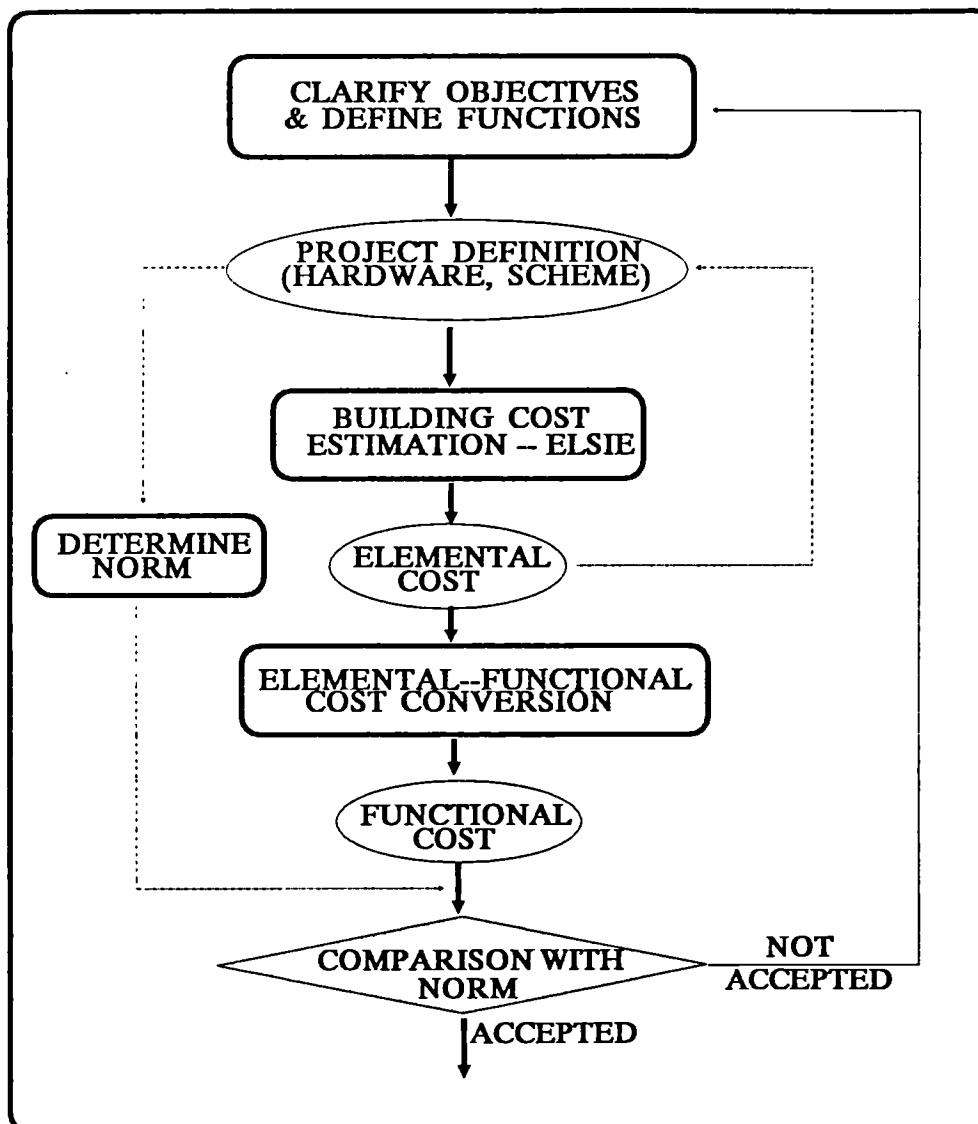 CLARIFY OBJECTIVES
& DEFINE FUNCTIONS
PROJECT DEFINITION
(HARDWARE, SCHEME)
BUILDING COST
ESTIMATION -- ELSIE
DETERMINE
NORM
ELEMENTAL
COST
ELEMENTAL--FUNCTIONAL
COST CONVERSION
FUNCTIONAL
COST
COMPARISON WITH
NORM
NOT
ACCEPTED
ACCEPTED